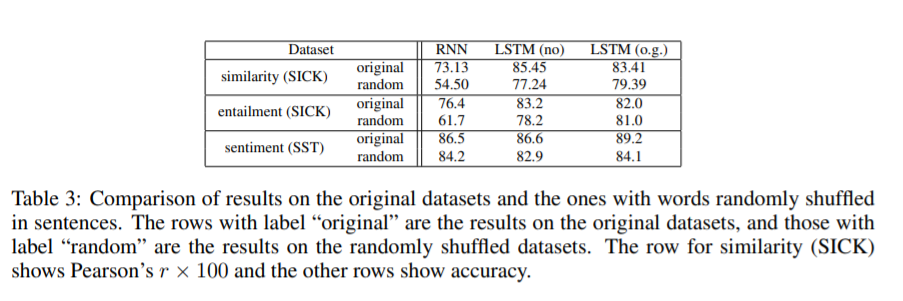 Dataset RNN LSTM (no) LSTM (o.g.)
similarity (SICK) original 73.13 85.45 83.41
random 54.50 77.24 79.39
entailment (SICK) original 76.4 83.2 82.0
random 61.7 78.2 81.0
sentiment (SST) original 86.5 86.6 89.2
random 84.2 82.9 84.1
Table 3: Comparison of results on the original datasets and the ones with words randomly shuffled
in sentences. The rows with label “original” are the results on the original datasets, and those with
label “random” are the results on the randomly shuffled datasets. The row for similarity (SICK)
shows Pearson’s r × 100 and the other rows show accuracy.